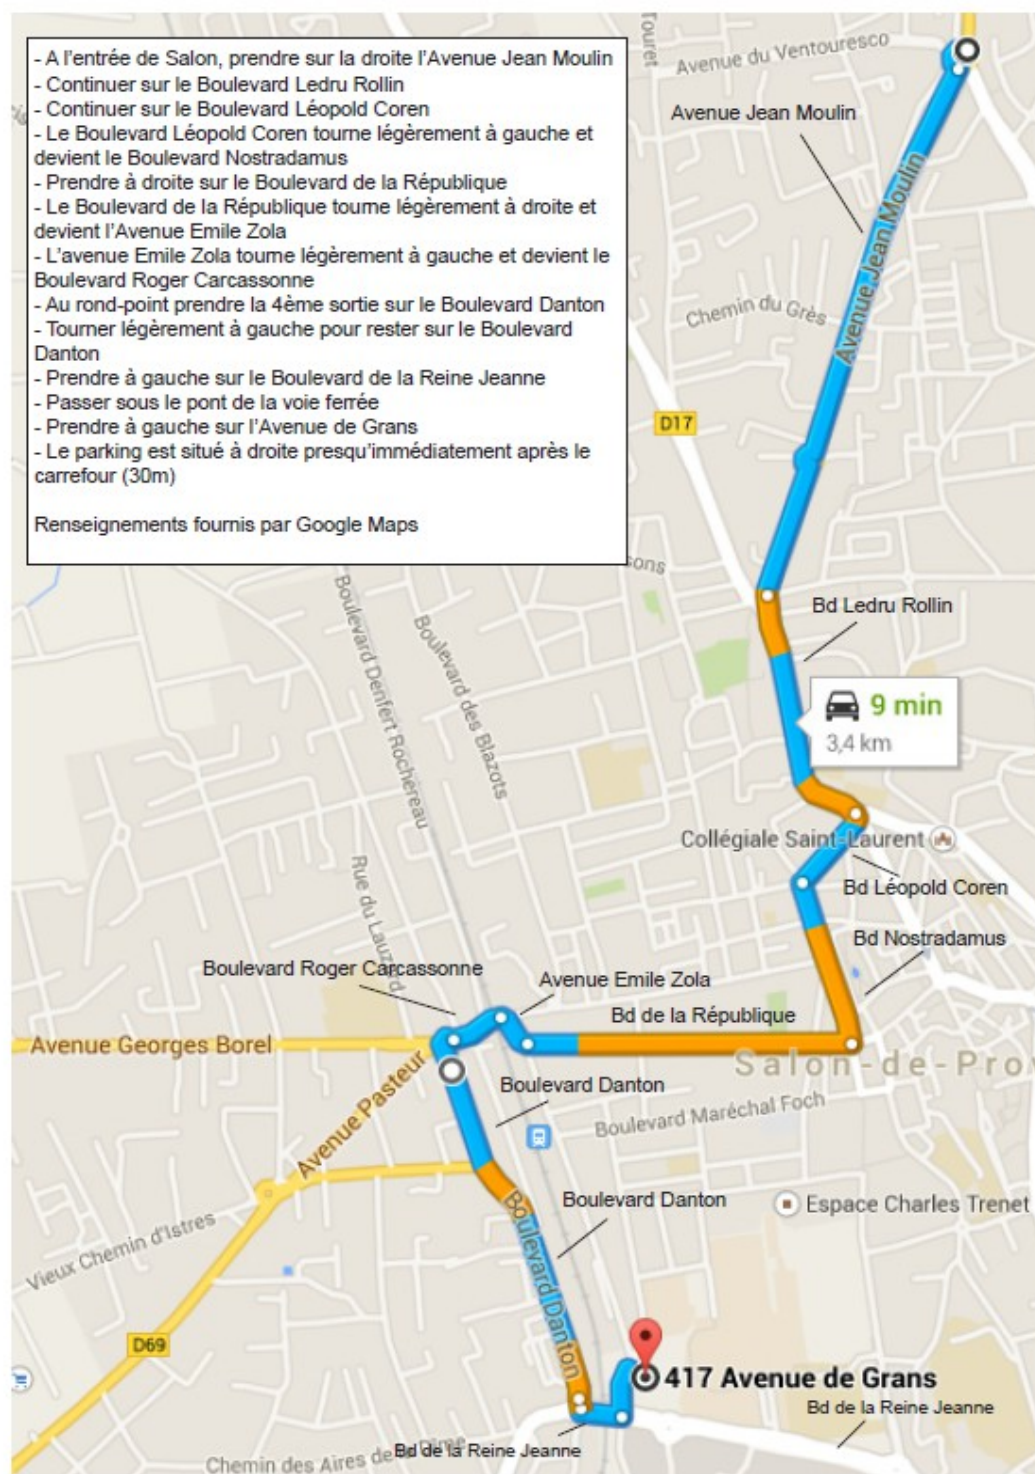 - A l'entrée de Salon, prendre sur la droite l'Avenue Jean Moulin
- Continuer sur le Boulevard Ledru Rollin
- Continuer sur le Boulevard Léopold Coren
- Le Boulevard Léopold Coren tourne légèrement à gauche et
devient le Boulevard Nostradamus
- Prendre à droite sur le Boulevard de la République
- Le Boulevard de la République tourne légèrement à droite et
devient l'Avenue Emile Zola
- L'avenue Emile Zola tourne légèrement à gauche et devient le
Boulevard Roger Carcassonne
- Au rond-point prendre la 4ème sortie sur le Boulevard Danton
- Tourner légèrement à gauche pour rester sur le Boulevard
Danton
- Prendre à gauche sur le Boulevard de la Reine Jeanne
- Passer sous le pont de la voie ferrée
- Prendre à gauche sur l'Avenue de Grans
- Le parking est situé à droite presqu'immédiatement après le
carrefour (30m)
Renseignements fournis par Google Maps
Touret
Avenue du Ventouresco
Avenue Jean Moulin
Avenue Jean Moulin
Chemin du Grès
D17
sons
Boulevard Denfert Rochereau
Boulevard des Blazots
Bd Ledru Rollin
9 min
3,4 km
Collégiale Saint-Laurent
Rue du Lauzard
Bd Léopold Coren
Bd Nostradamus
Boulevard Roger Carcassonne
Avenue Emile Zola
Bd de la République
Avenue Georges Borel
Salon-de-Pro
Avenue Pasteur
Boulevard Danton
Boulevard Maréchal Foch
Boulevard Danton
Espace Charles Trenet
Vieux Chemin d'Istres
Boulevard Danton
D69
417 Avenue de Grans
Bd de la Reine Jeanne
Bd de la Reine Jeanne
Chemin des Aires de la Dîme